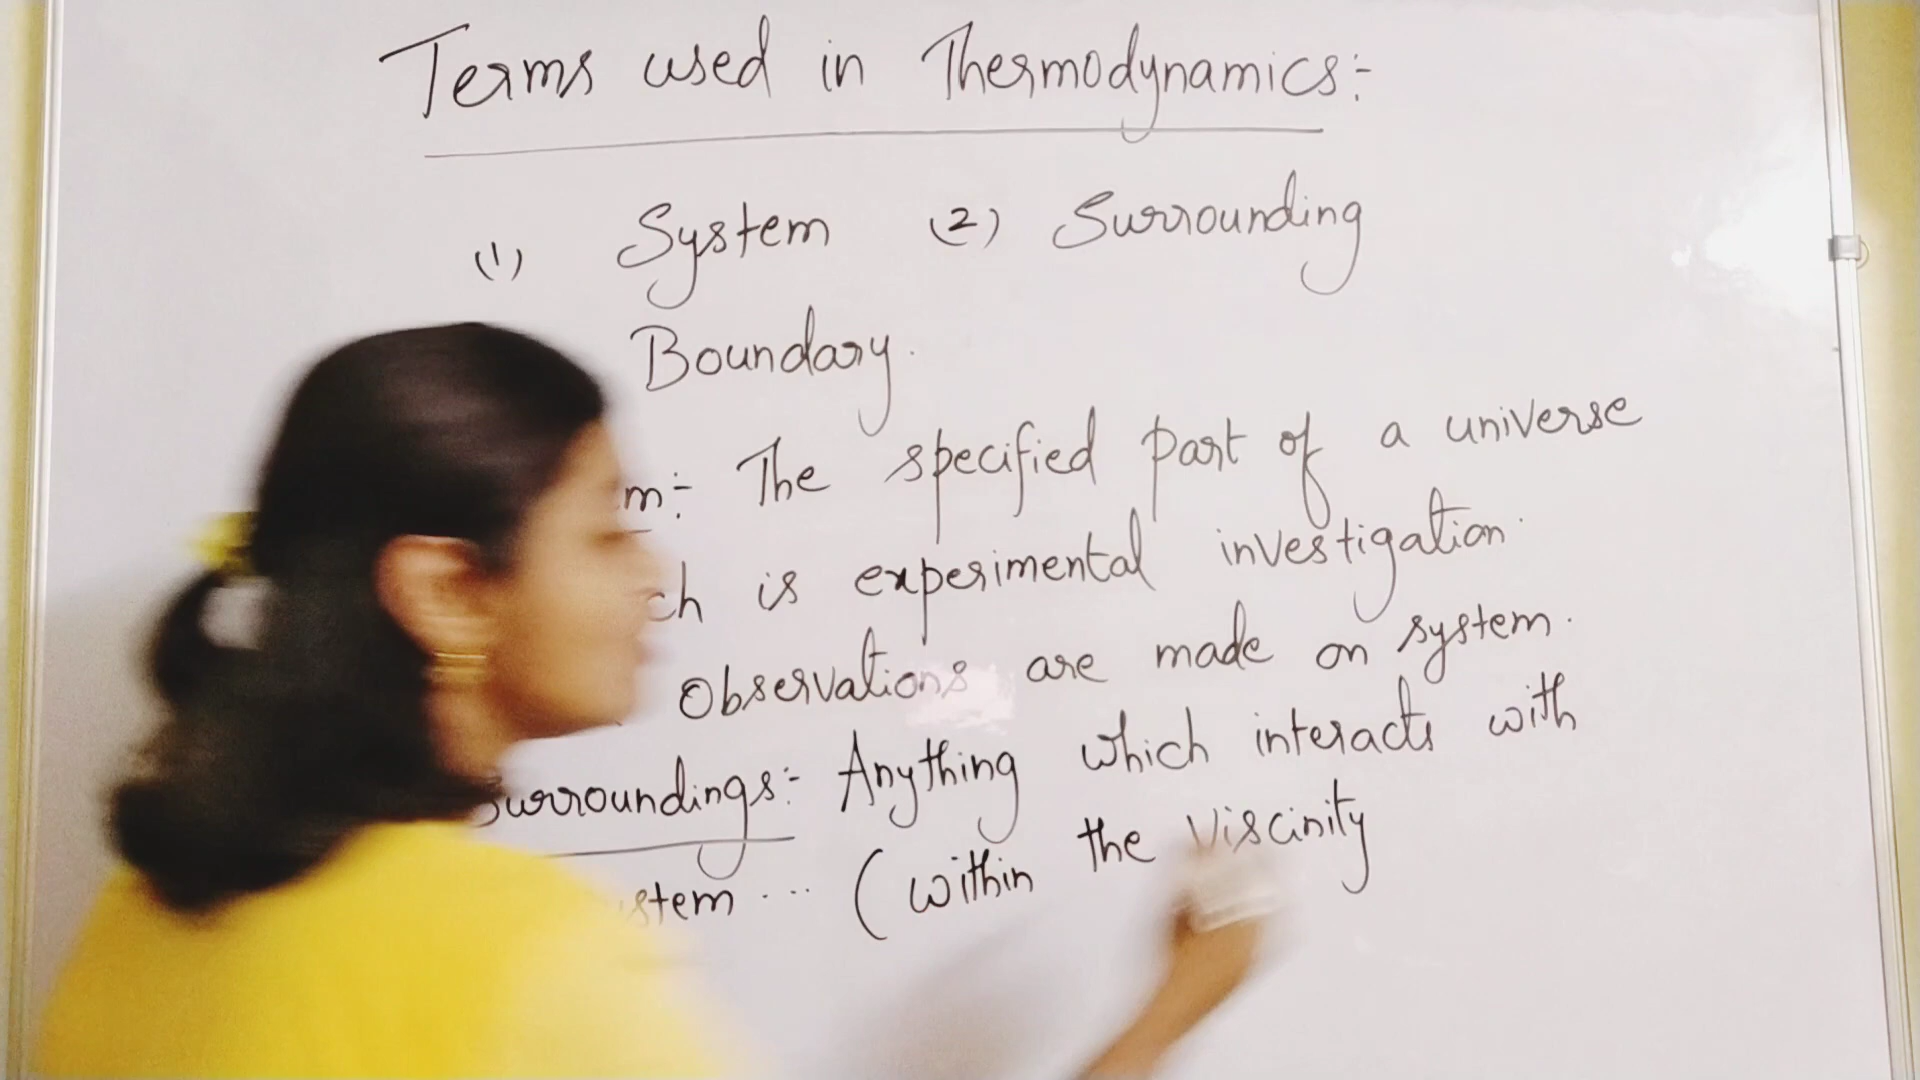 Terms used in Thermodynamics:-
(1) System (2) Surrounding
Boundary.
m:- The specified part of a universe
ch is experimental investigation.
Observations are made on system.
Surroundings:- Anything which interacts with
stem ... (within the Viscinity